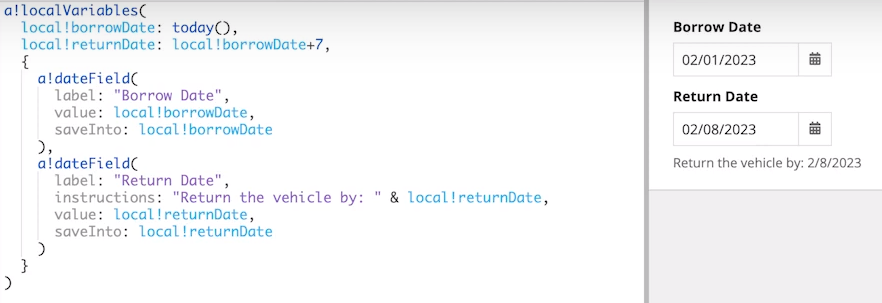 a!localVariables(
local!borrowDate: today(),
local!returnDate: local!borrowDate+7,
{
a!dateField(
label: "Borrow Date",
value: local!borrowDate,
saveInto: local!borrowDate
),
a!dateField(
label: "Return Date",
instructions: "Return the vehicle by: " & local!returnDate,
value: local!returnDate,
saveInto: local!returnDate
)
}
)
Borrow Date
02/01/2023
Return Date
02/08/2023
Return the vehicle by: 2/8/2023